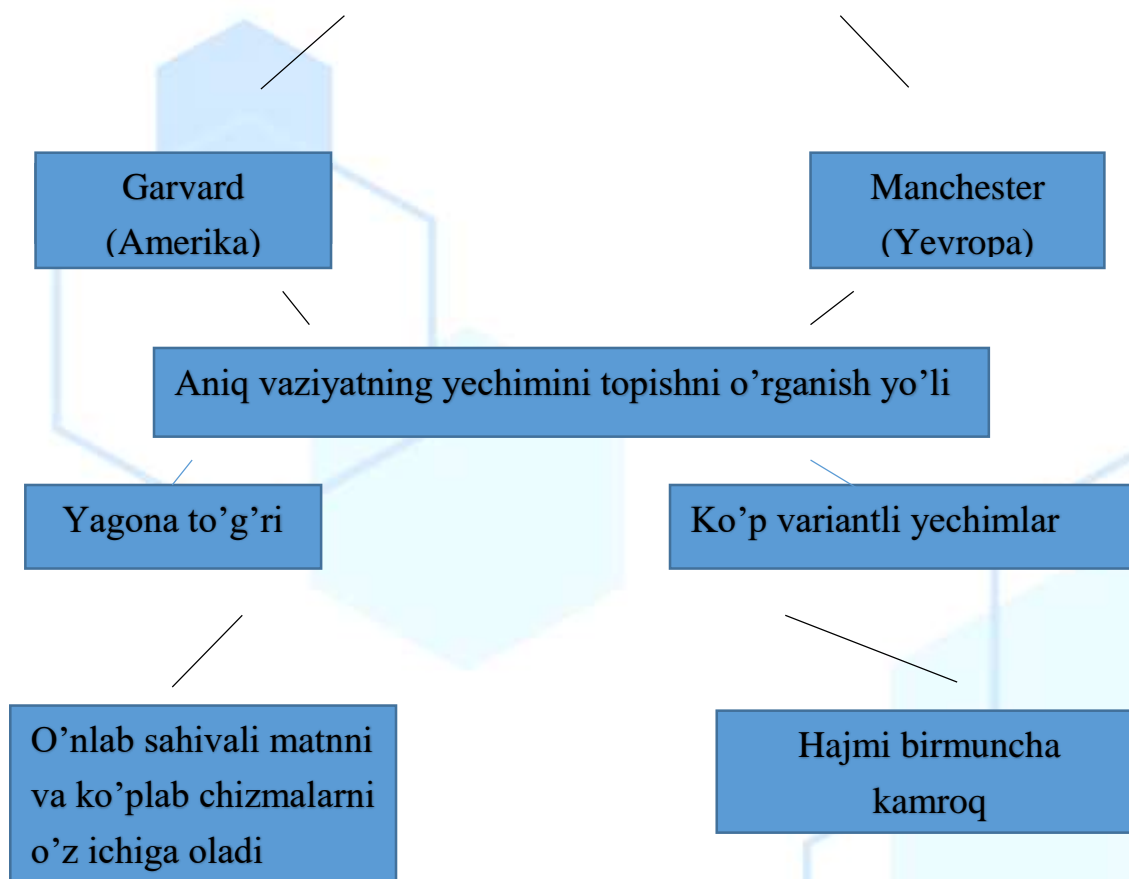 Garvard
(Amerika)
Manchester
(Yevropa)
Aniq vaziyatning yechimini topishni o’rganish yo’li
Yagona to’g’ri
Ko’p variantli yechimlar
O’nlab sahivali matnni
va ko’plab chizmalarni
o’z ichiga oladi
Hajmi birmuncha
kamroq